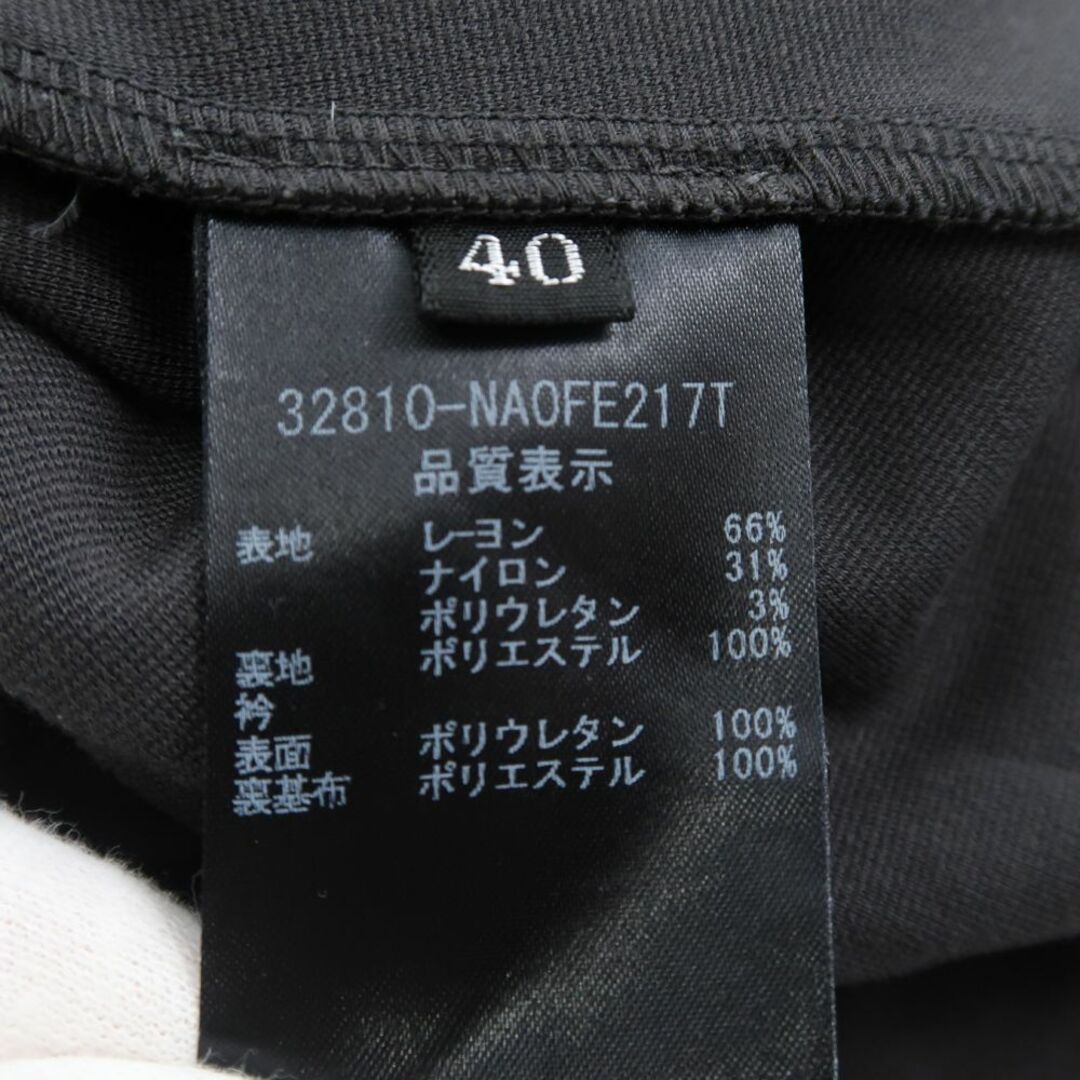 40
32810-NA0FE217T
品質表示
表地 レーヨン 66%
ナイロン 31%
ポリウレタン 3%
裏地 ポリエステル 100%
衿
表面 ポリウレタン 100%
裏基布 ポリエステル 100%